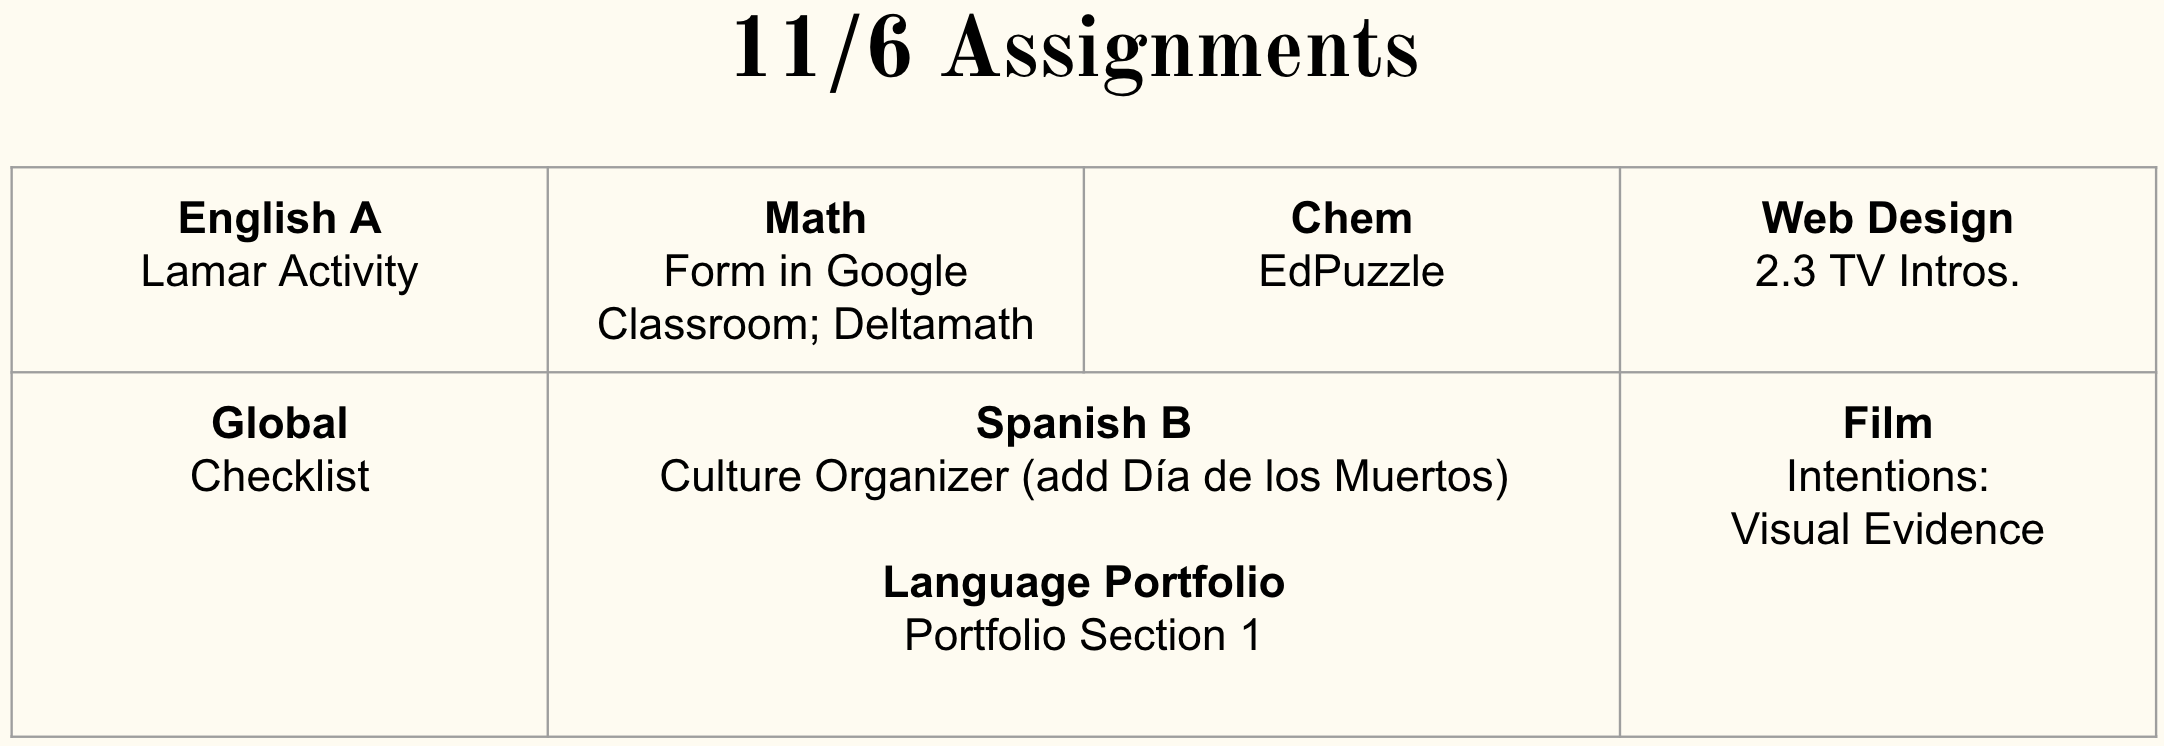 11/6 Assignments
English A
Lamar Activity
Math
Form in Google
Classroom; Deltamath
Chem
EdPuzzle
Web Design
2.3 TV Intros.
Global
Checklist
Spanish B
Culture Organizer (add Día de los Muertos)
Language Portfolio
Portfolio Section 1
Film
Intentions:
Visual Evidence